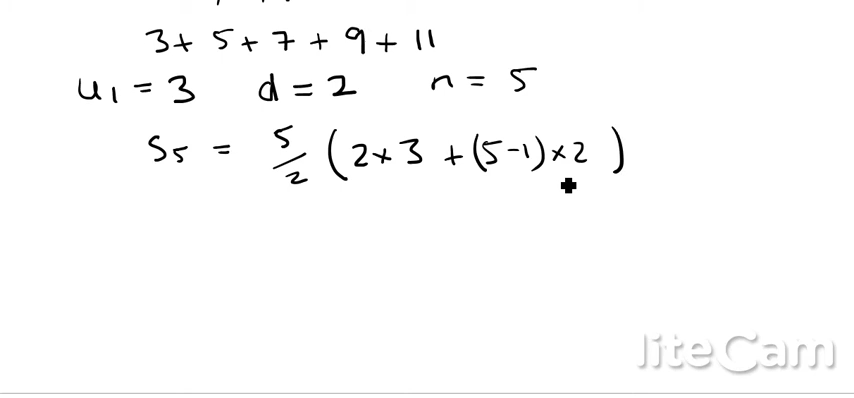 3 + 5 + 7 + 9 + 11
u1 = 3 d = 2 n = 5
S5 = 5/2 (2 × 3 + (5-1) × 2)
liteCam